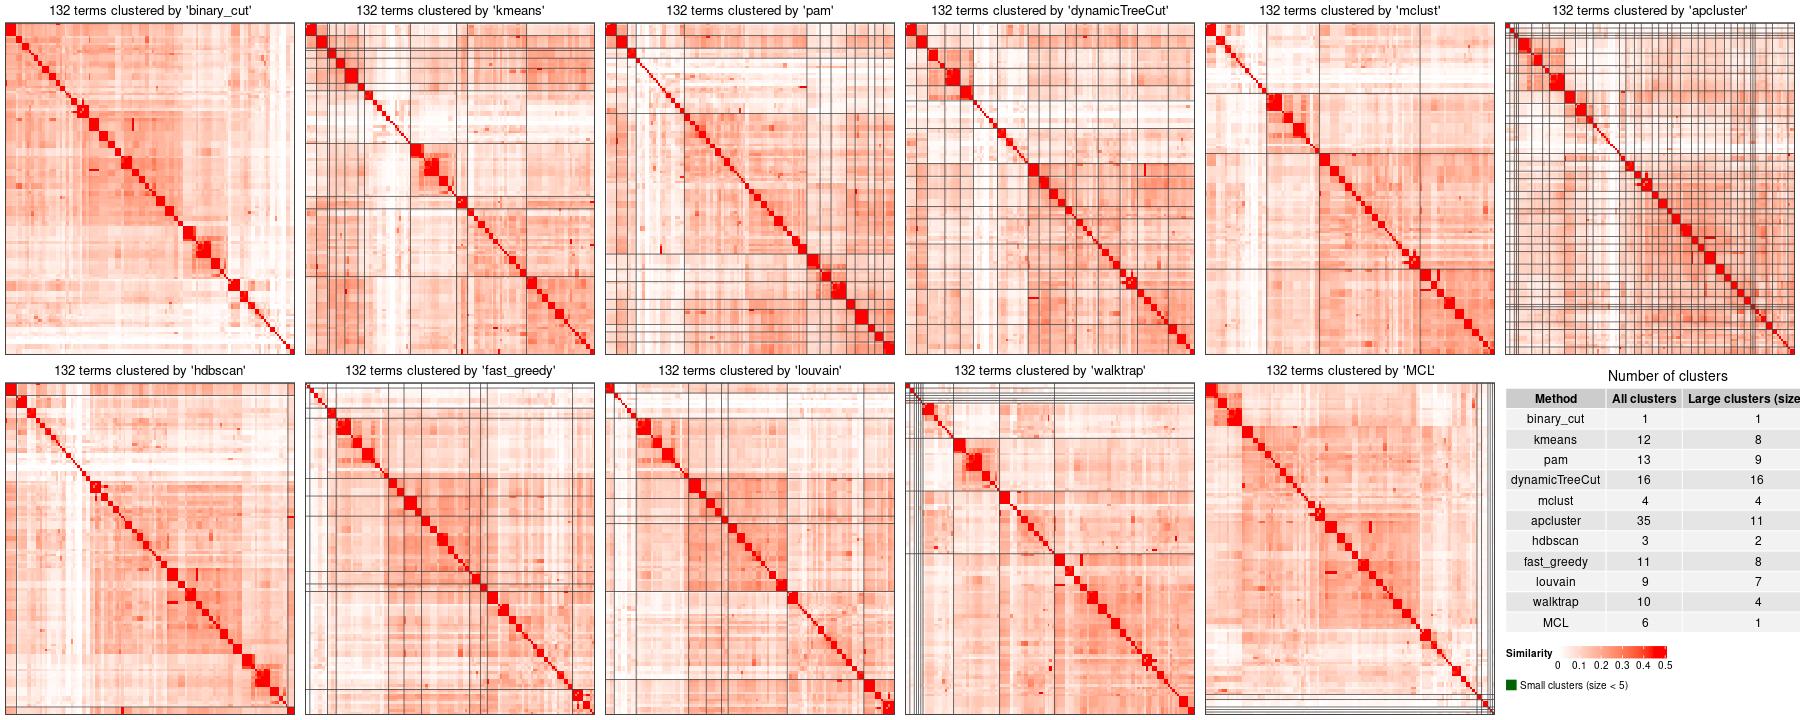 132 terms clustered by 'binary_cut'
132 terms clustered by 'kmeans'
132 terms clustered by 'pam'
132 terms clustered by 'dynamicTreeCut'
132 terms clustered by 'mclust'
132 terms clustered by 'apcluster'
132 terms clustered by 'hdbscan'
132 terms clustered by 'fast_greedy'
132 terms clustered by 'louvain'
132 terms clustered by 'walktrap'
132 terms clustered by 'MCL'
Number of clusters
Method All clusters Large clusters (size
binary_cut 1 1
kmeans 12 8
pam 13 9
dynamicTreeCut 16 16
mclust 4 4
apcluster 35 11
hdbscan 3 2
fast_greedy 11 8
louvain 9 7
walktrap 10 4
MCL 6 1
Similarity
0 0.1 0.2 0.3 0.4 0.5
Small clusters (size < 5)